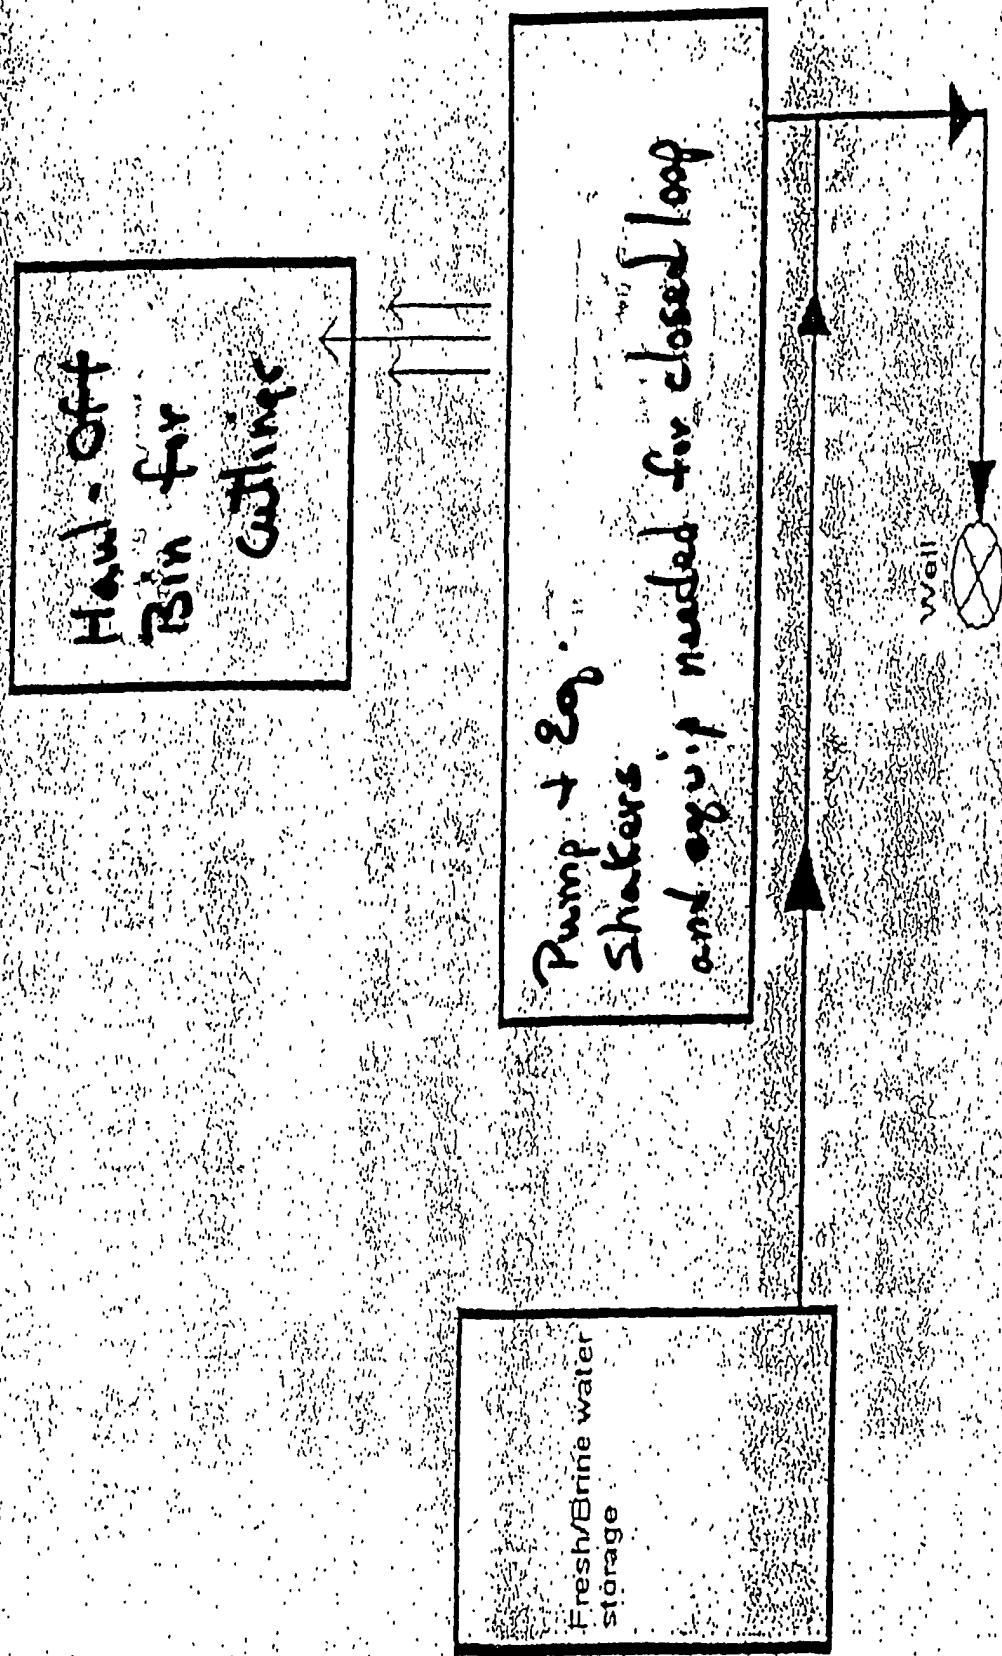 Haul-Off
Bin for
Cuttings
Pump + Eq.
Shakers
and equip needed for closed loop
Well
Fresh/Brine water
storage